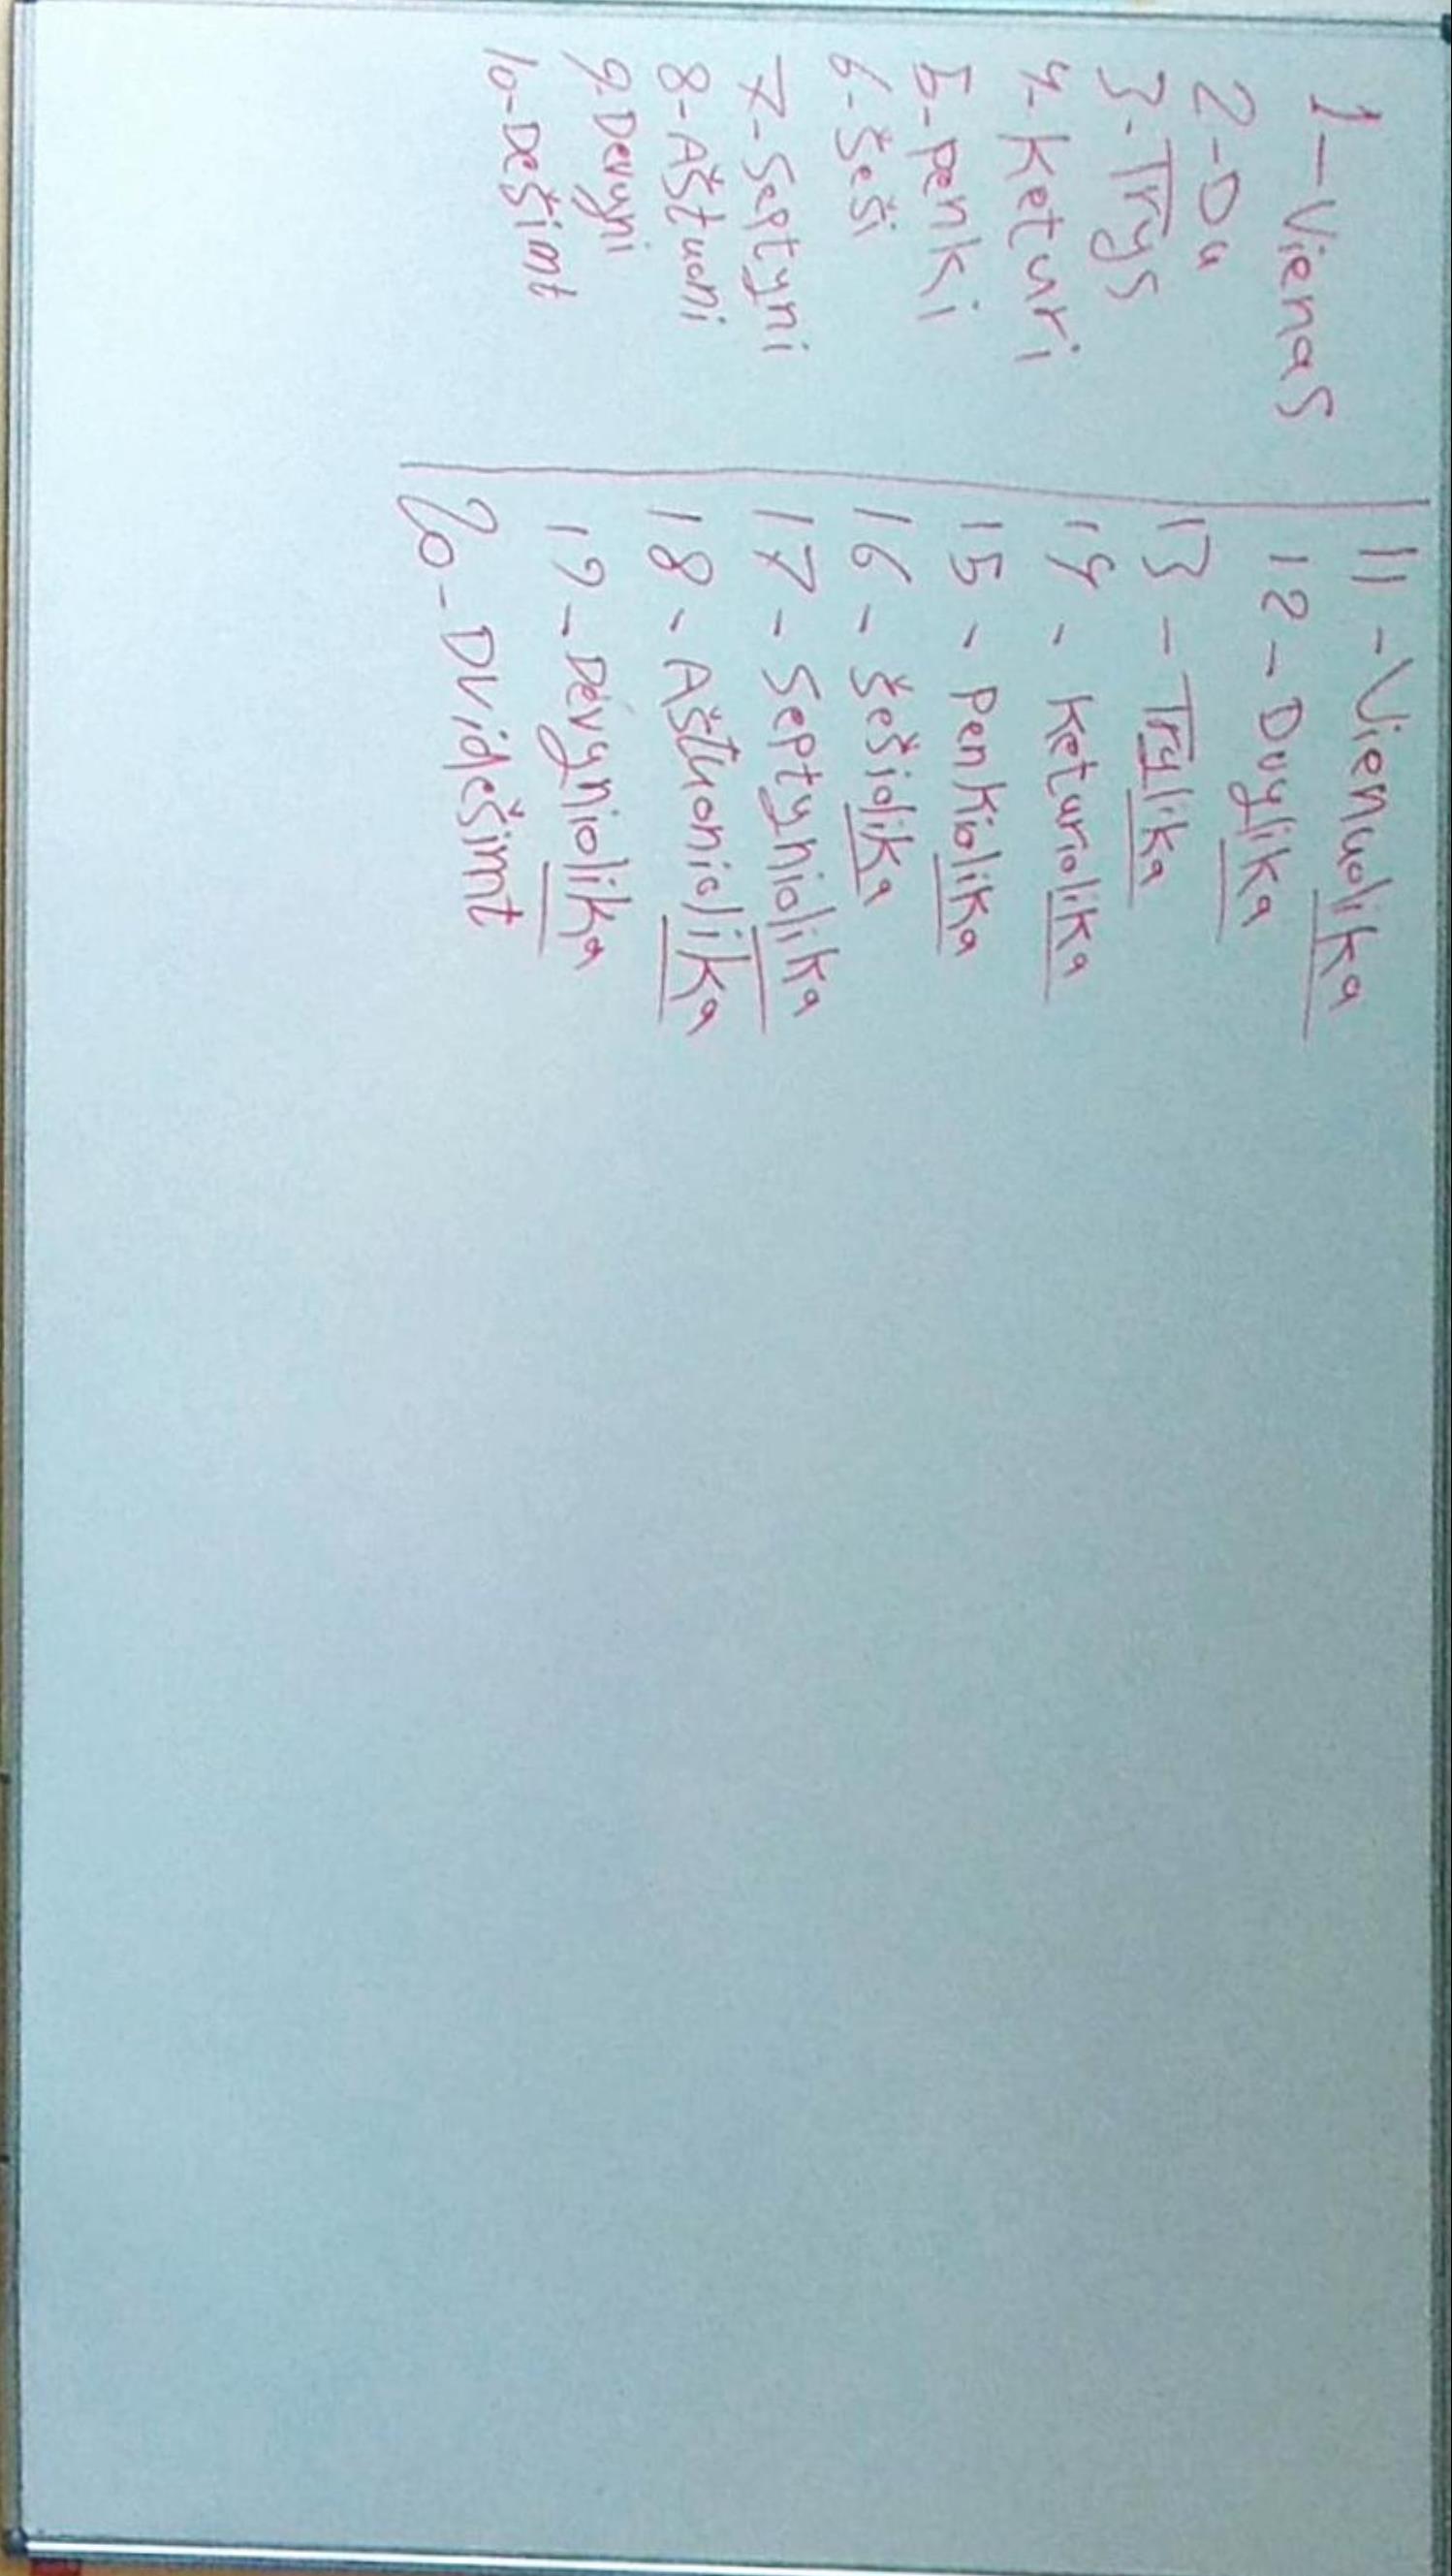 1-Vienas
2-Du
3-Trys
4-Keturi
5-penki
6-Šeši
7-Septyni
8-Aštuoni
9.Devyni
10-Dešimt
11-Vienuolika
12-Dvylika
13-Trylika
14-Keturiolika
15-Penkiolika
16-Šešiolika
17-Septyniolika
18-Aštuoniolika
19-Devyniolika
20-Dvidešimt